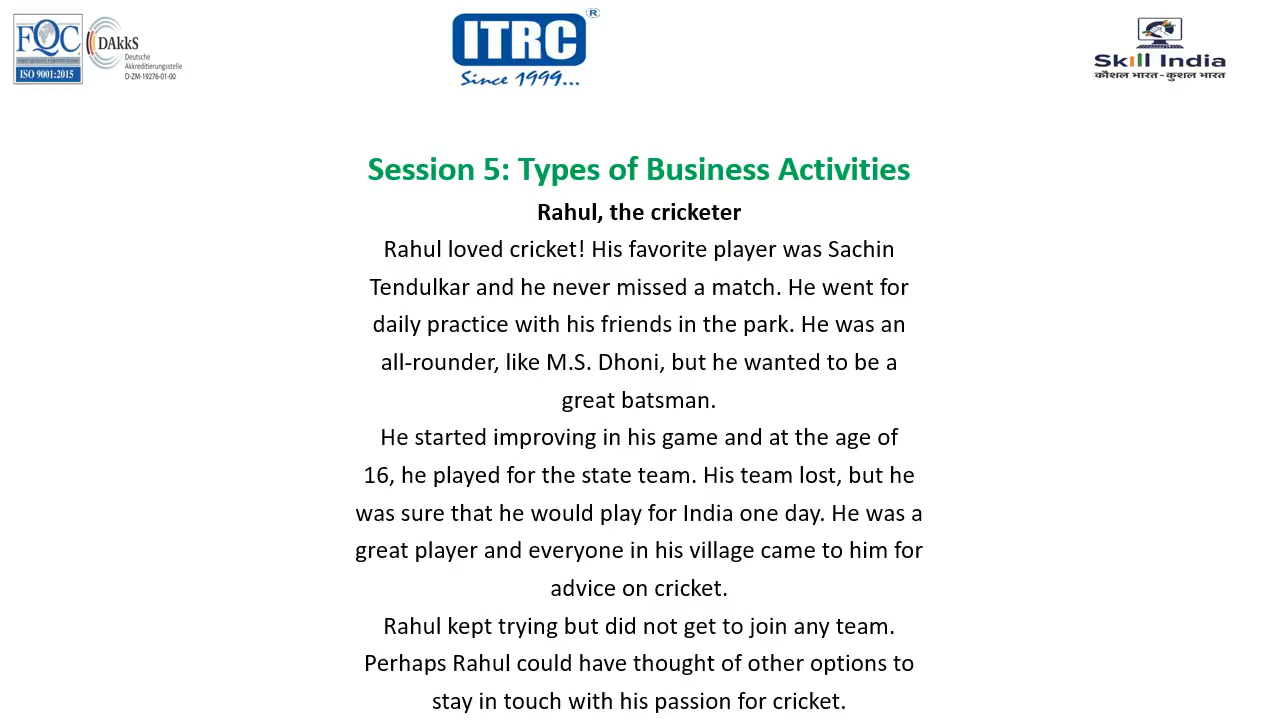 FQC
FIRST QUALITY CERTIFICATION
ISO 9001:2015
DAkkS
Deutsche
Akkreditierungsstelle
D-ZM-19276-01-00
ITRC
®
Since 1999...
Skill India
कौशल भारत - कुशल भारत
Session 5: Types of Business Activities
Rahul, the cricketer
Rahul loved cricket! His favorite player was Sachin
Tendulkar and he never missed a match. He went for
daily practice with his friends in the park. He was an
all-rounder, like M.S. Dhoni, but he wanted to be a
great batsman.
He started improving in his game and at the age of
16, he played for the state team. His team lost, but he
was sure that he would play for India one day. He was a
great player and everyone in his village came to him for
advice on cricket.
Rahul kept trying but did not get to join any team.
Perhaps Rahul could have thought of other options to
stay in touch with his passion for cricket.